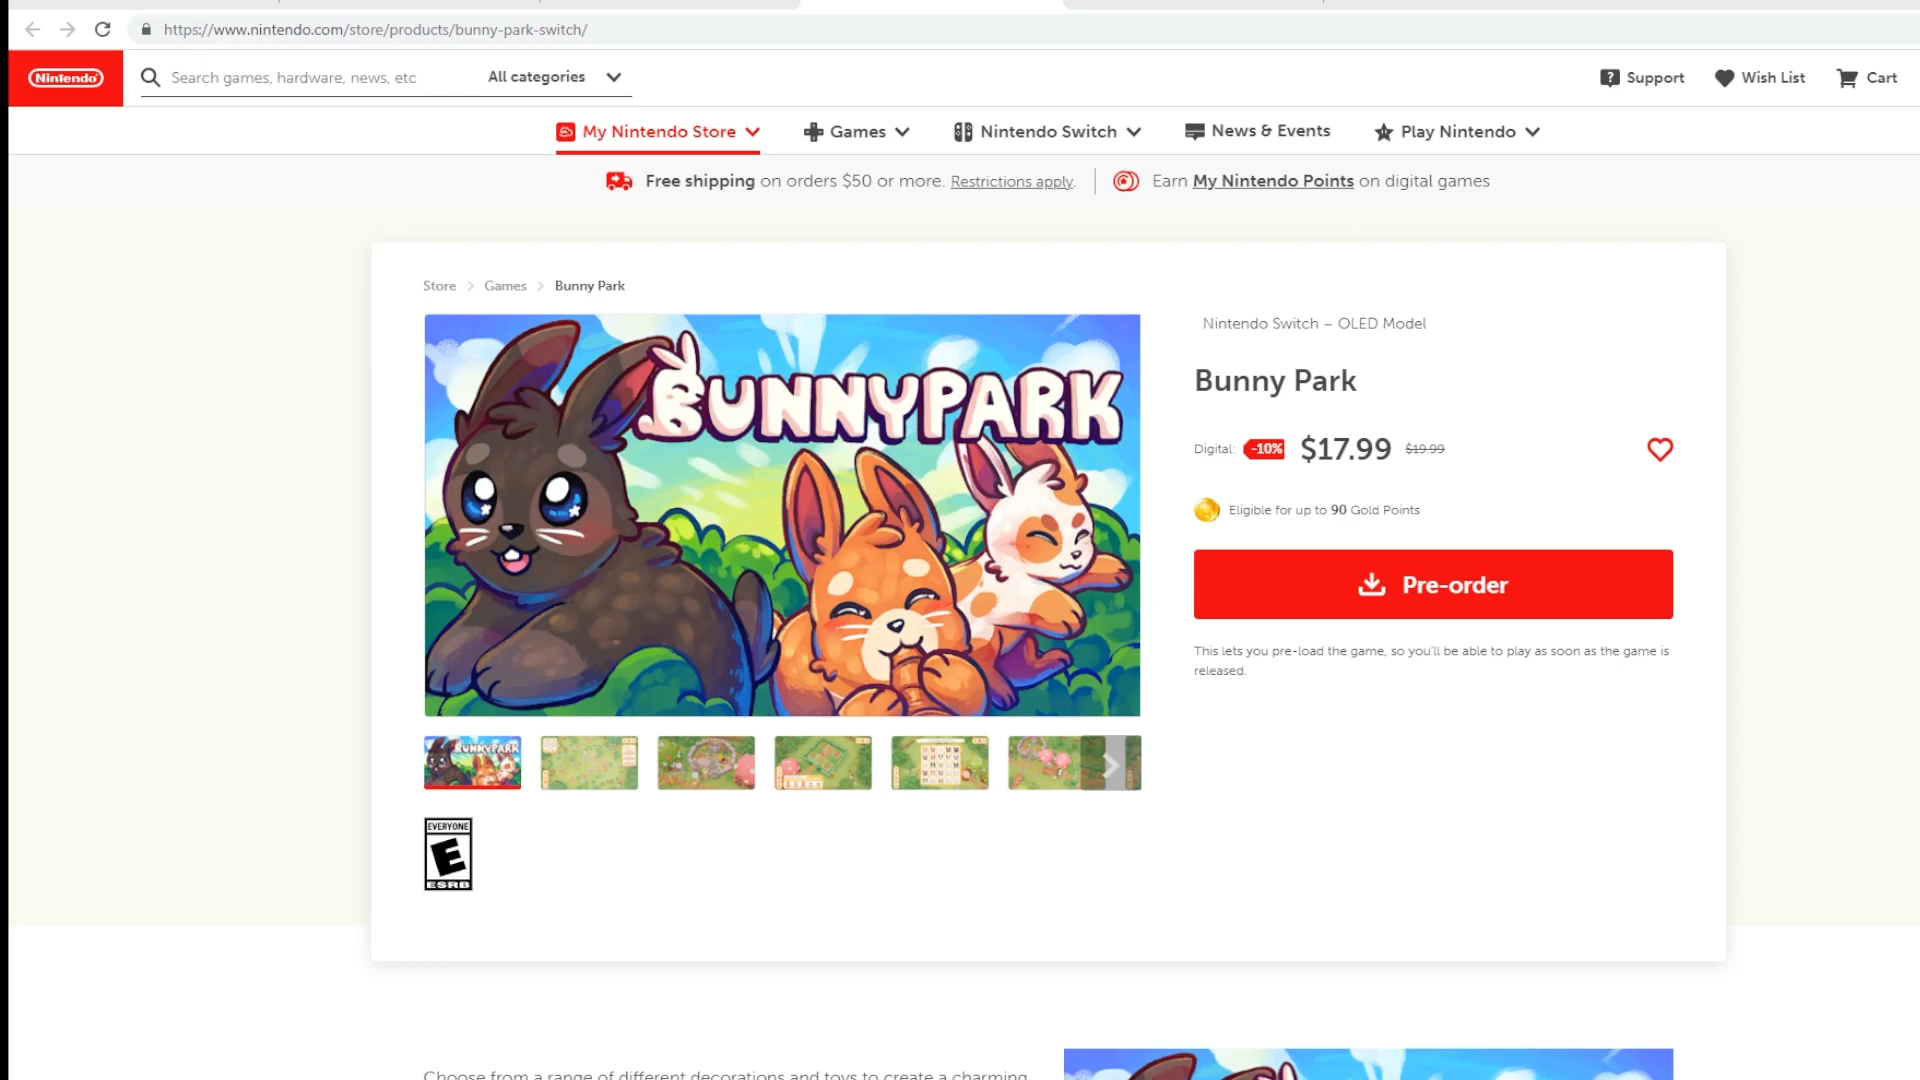 https://www.nintendo.com/store/products/bunny-park-switch/
Nintendo
Search games, hardware, news, etc
All categories
Support
Wish List
Cart
My Nintendo Store
Games
Nintendo Switch
News & Events
Play Nintendo
Free shipping on orders $50 or more. Restrictions apply.
Earn My Nintendo Points on digital games
Store > Games > Bunny Park
BUNNYPARK
Nintendo Switch – OLED Model
Bunny Park
Digital: -10% $17.99 $19.99
Eligible for up to 90 Gold Points
Pre-order
This lets you pre-load the game, so you'll be able to play as soon as the game is
released.
BUNNYPARK
EVERYONE
E
ESRB
Choose from a range of different decorations and toys to create a charming